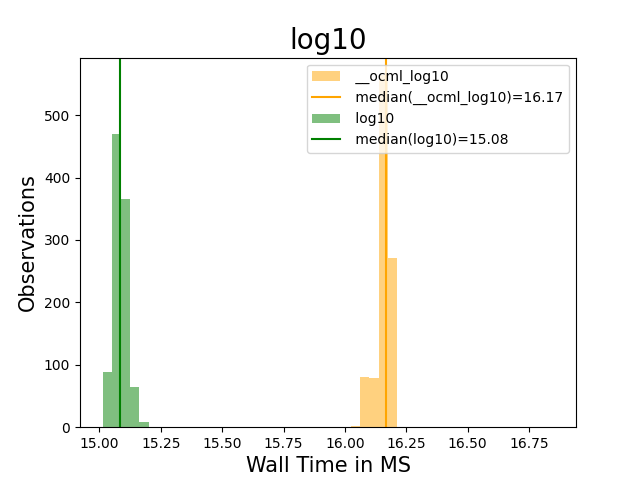 log10
__ocml_log10
median(__ocml_log10)=16.17
log10
median(log10)=15.08
Observations
500
400
300
200
100
0
15.00 15.25 15.50 15.75 16.00 16.25 16.50 16.75
Wall Time in MS